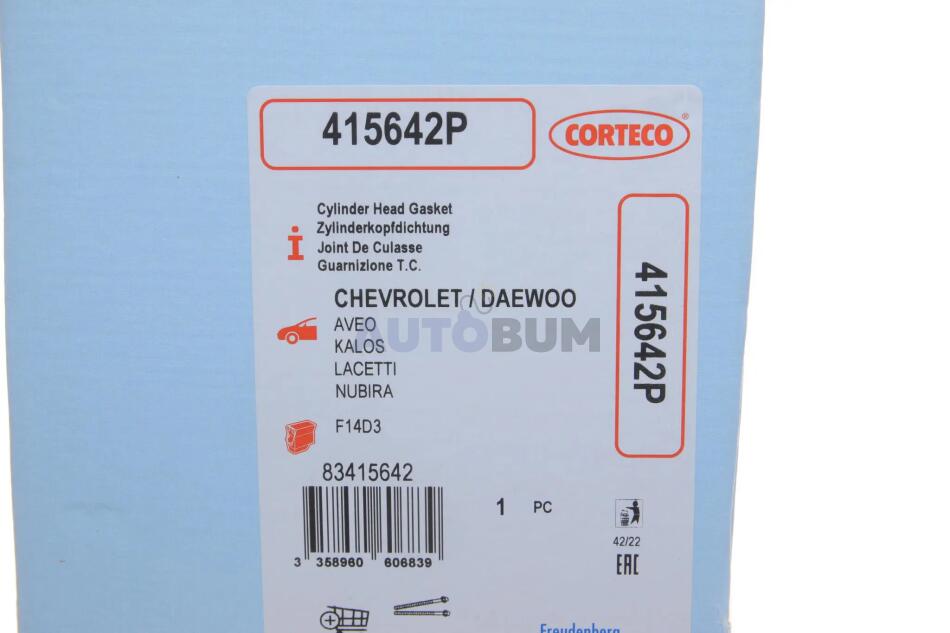 415642P
CORTECO®
Cylinder Head Gasket
Zylinderkopfdichtung
Joint De Culasse
Guarnizione T.C.
415642P
CHEVROLET / DAEWOO
AUTOBUM
AVEO
KALOS
LACETTI
NUBIRA
F14D3
83415642
1 PC
3 358960 606839
42/22
EAC
Freudenberg